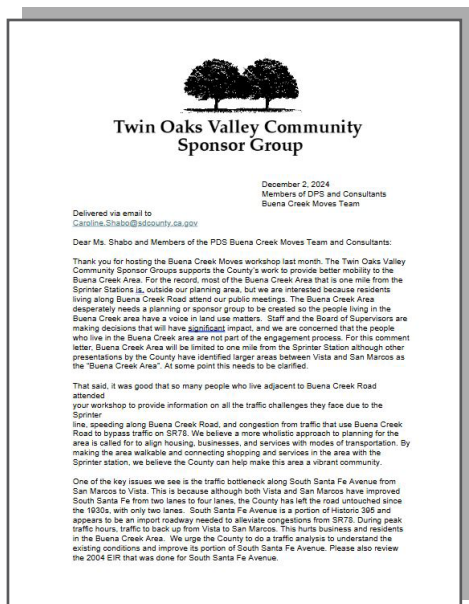 Twin Oaks Valley Community
Sponsor Group
December 2, 2024
Members of DPS and Consultants
Buena Creek Moves Team
Delivered via email to
Caroline.Shabo@sdcounty.ca.gov
Dear Ms. Shabo and Members of the PDS Buena Creek Moves Team and Consultants:
Thank you for hosting the Buena Creek Moves workshop last month. The Twin Oaks Valley
Community Sponsor Groups supports the County's work to provide better mobility to the
Buena Creek Area. For the record, most of the Buena Creek Area that is one mile from the
Sprinter Stations is, outside our planning area, but we are interested because residents
living along Buena Creek Road attend our public meetings. The Buena Creek Area
desperately needs a planning or sponsor group to be created so the people living in the
Buena Creek area have a voice in land use matters. Staff and the Board of Supervisors are
making decisions that will have significant impact, and we are concerned that the people
who live in the Buena Creek area are not part of the engagement process. For this comment
letter, Buena Creek Area will be limited to one mile from the Sprinter Station although other
presentations by the County have identified larger areas between Vista and San Marcos as
the "Buena Creek Area". At some point this needs to be clarified.
That said, it was good that so many people who live adjacent to Buena Creek Road
attended
your workshop to provide information on all the traffic challenges they face due to the
Sprinter
line, speeding along Buena Creek Road, and congestion from traffic that use Buena Creek
Road to bypass traffic on SR78. We believe a more wholistic approach to planning for the
area is called for to align housing, businesses, and services with modes of transportation. By
making the area walkable and connecting shopping and services in the area with the
Sprinter station, we believe the County can help make this area a vibrant community.
One of the key issues we see is the traffic bottleneck along South Santa Fe Avenue from
San Marcos to Vista. This is because although both Vista and San Marcos have improved
South Santa Fe from two lanes to four lanes, the County has left the road untouched since
the 1930s, with only two lanes. South Santa Fe Avenue is a portion of Historic 395 and
appears to be an import roadway needed to alleviate congestions from SR78. During peak
traffic hours, traffic to back up from Vista to San Marcos. This hurts business and residents
in the Buena Creek Area. We urge the County to do a traffic analysis to understand the
existing conditions and improve its portion of South Santa Fe Avenue. Please also review
the 2004 EIR that was done for South Santa Fe Avenue.